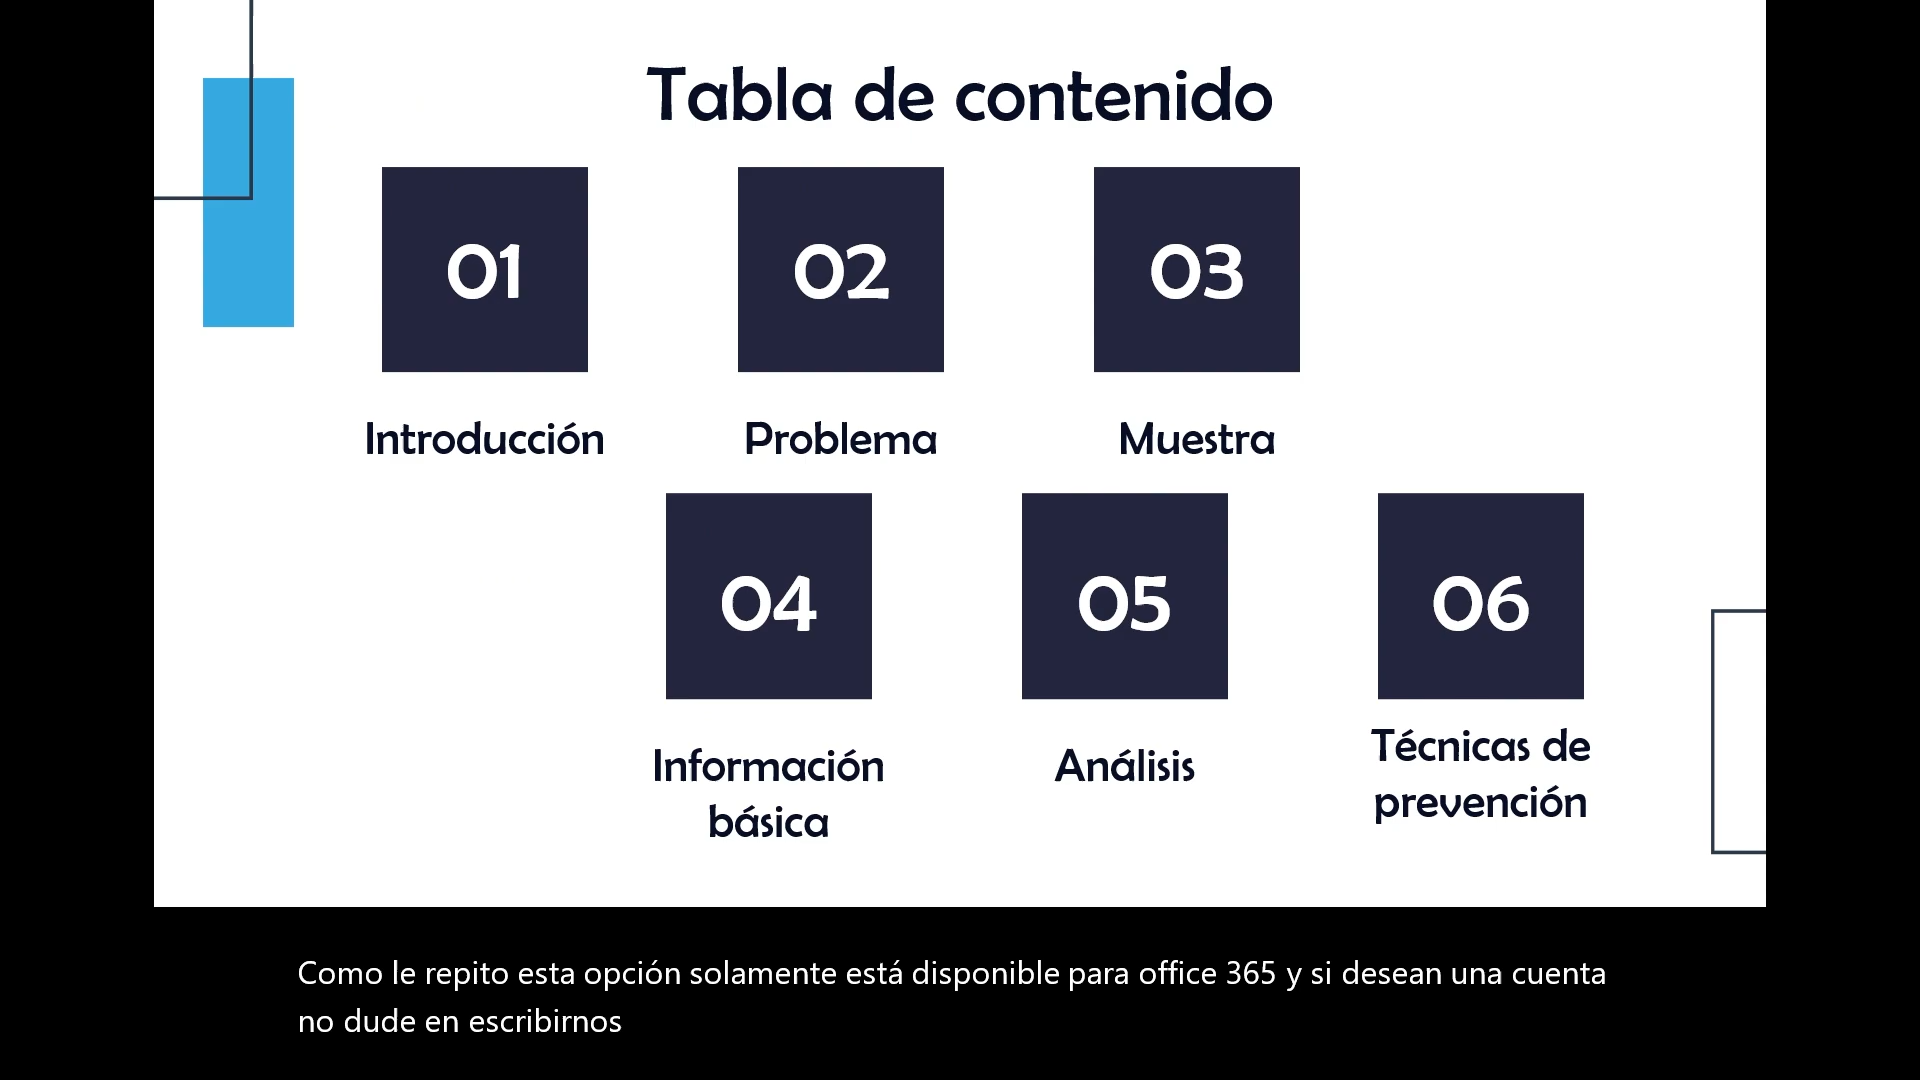 Tabla de contenido
01
02
03
Introducción
Problema
Muestra
04
05
06
Información
básica
Análisis
Técnicas de
prevención
Como le repito esta opción solamente está disponible para office 365 y si desean una cuenta
no dude en escribirnos